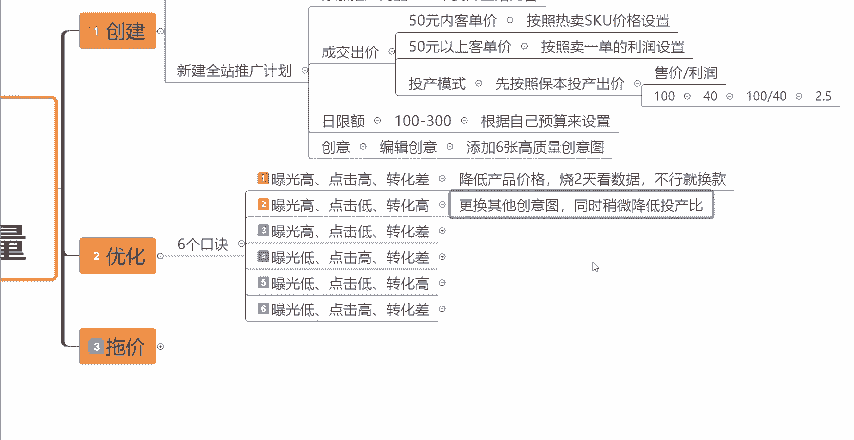 1 创建
50元内客单价 按照热卖SKU价格设置
成交出价
50元以上客单价 按照卖一单的利润设置
新建全站推广计划
投产模式 先按照保本投产出价
售价/利润
100 40 100/40 2.5
日限额 100-300 根据自己预算来设置
创意 编辑创意 添加6张高质量创意图
1 曝光高、点击高、转化差 降低产品价格，烧2天看数据，不行就换款
2 曝光高、点击低、转化高 更换其他创意图，同时稍微降低投产比
量
2 优化
6个口诀
3 曝光高、点击低、转化差
4 曝光低、点击低、转化差
5 曝光低、点击低、转化高
6 曝光低、点击高、转化差
3 拖价